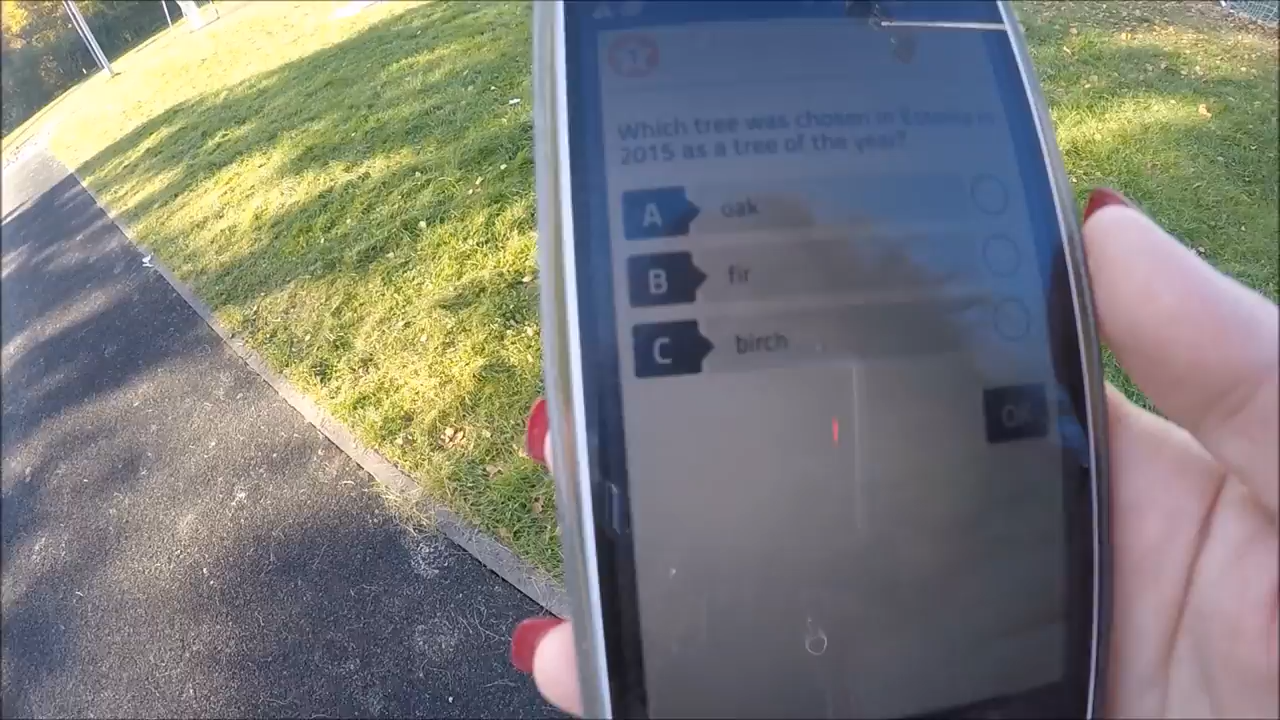 Which tree was chosen in Estonia in
2015 as a tree of the year?
A oak
B fir
C birch
OK